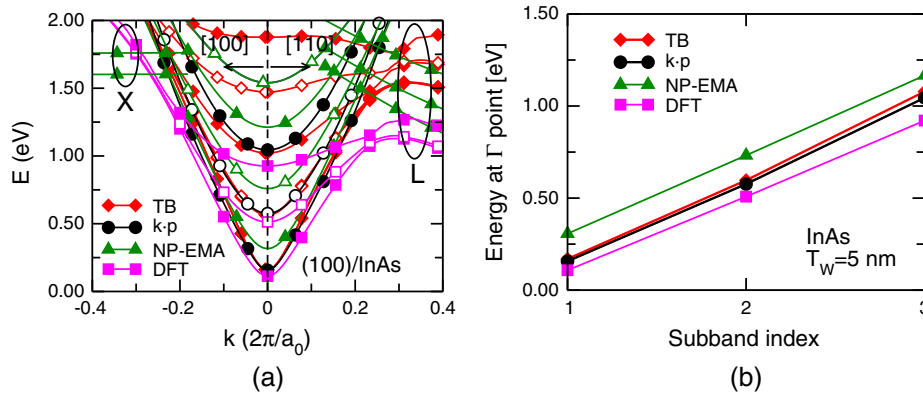 2.00
1.50
1.00
0.50
0.00
E (eV)
[100]
[110]
X
L
TB
k·p
NP-EMA
DFT
(100)/InAs
-0.4
-0.2
0
0.2
0.4
k (2π/a0)
(a)
1.50
1.00
0.50
0.00
Energy at Γ point [eV]
TB
k·p
NP-EMA
DFT
InAs
TW=5 nm
1
2
3
Subband index
(b)